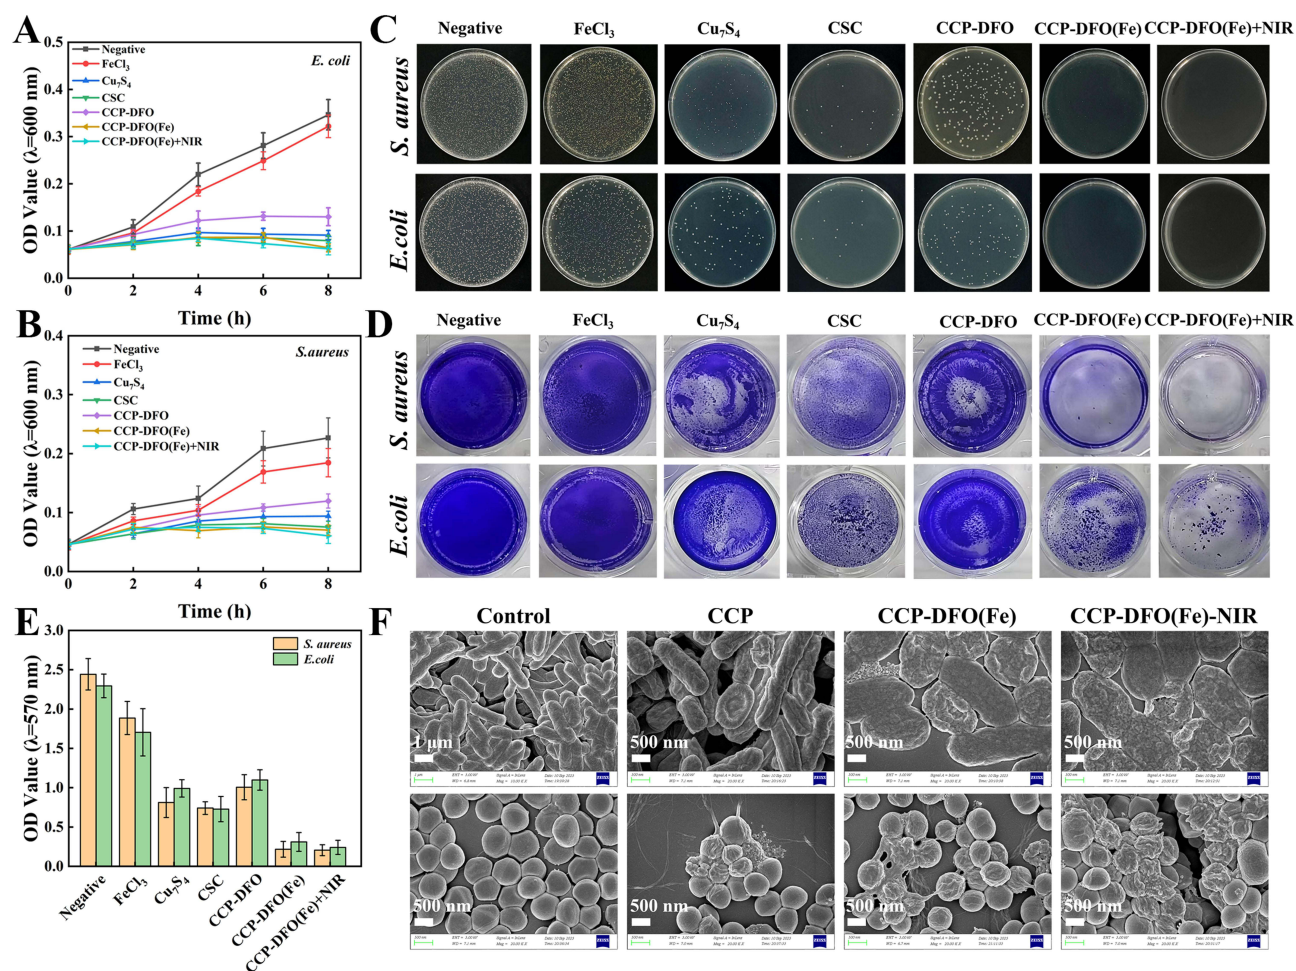 A
OD Value (λ=600 nm)
0.5
0.4
0.3
0.2
0.1
0.0
Negative
FeCl₃
Cu₇S₄
CSC
CCP-DFO
CCP-DFO(Fe)
CCP-DFO(Fe)+NIR
E. coli
0 2 4 6 8
Time (h)
B
OD Value (λ=600 nm)
0.4
0.3
0.2
0.1
0.0
Negative
FeCl₃
Cu₇S₄
CSC
CCP-DFO
CCP-DFO(Fe)
CCP-DFO(Fe)+NIR
S.aureus
0 2 4 6 8
Time (h)
C
Negative FeCl₃ Cu₇S₄ CSC CCP-DFO CCP-DFO(Fe) CCP-DFO(Fe)+NIR
S. aureus
E.coli
D
Negative FeCl₃ Cu₇S₄ CSC CCP-DFO CCP-DFO(Fe) CCP-DFO(Fe)+NIR
S. aureus
E.coli
E
OD Value (λ=570 nm)
3.0
2.5
2.0
1.5
1.0
0.5
0.0
S. aureus
E.coli
Negative FeCl₃ Cu₇S₄ CSC CCP-DFO CCP-DFO(Fe) CCP-DFO(Fe)+NIR
F
Control CCP CCP-DFO(Fe) CCP-DFO(Fe)-NIR
1 μm 500 nm 500 nm 500 nm
ZEISS ZEISS ZEISS ZEISS
500 nm 500 nm 500 nm 500 nm
ZEISS ZEISS ZEISS ZEISS